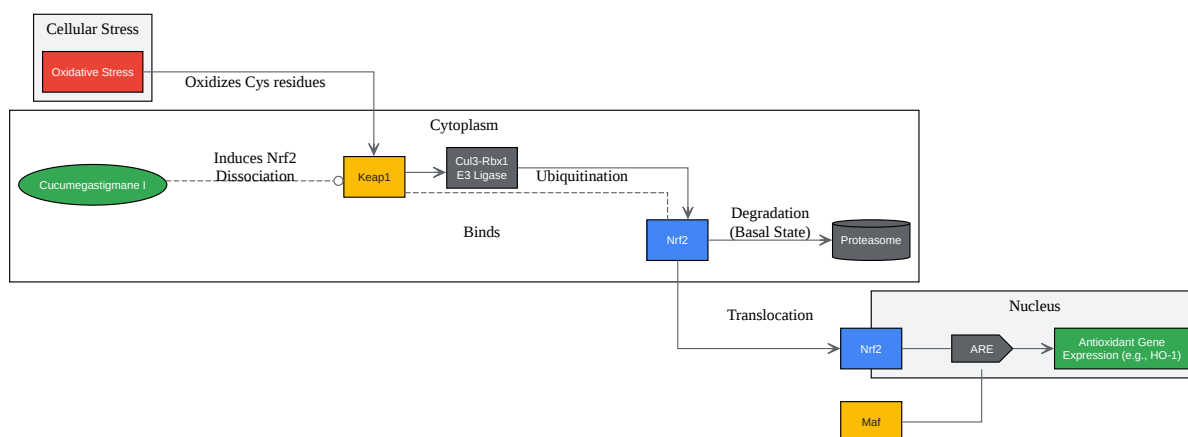 Cellular Stress
Oxidative Stress
Oxidizes Cys residues
Cytoplasm
Cucumegastigmane I
Induces Nrf2
Dissociation
Keap1
Cul3-Rbx1
E3 Ligase
Ubiquitination
Binds
Nrf2
Degradation
(Basal State)
Proteasome
Translocation
Nucleus
Nrf2
ARE
Antioxidant Gene
Expression (e.g., HO-1)
Maf